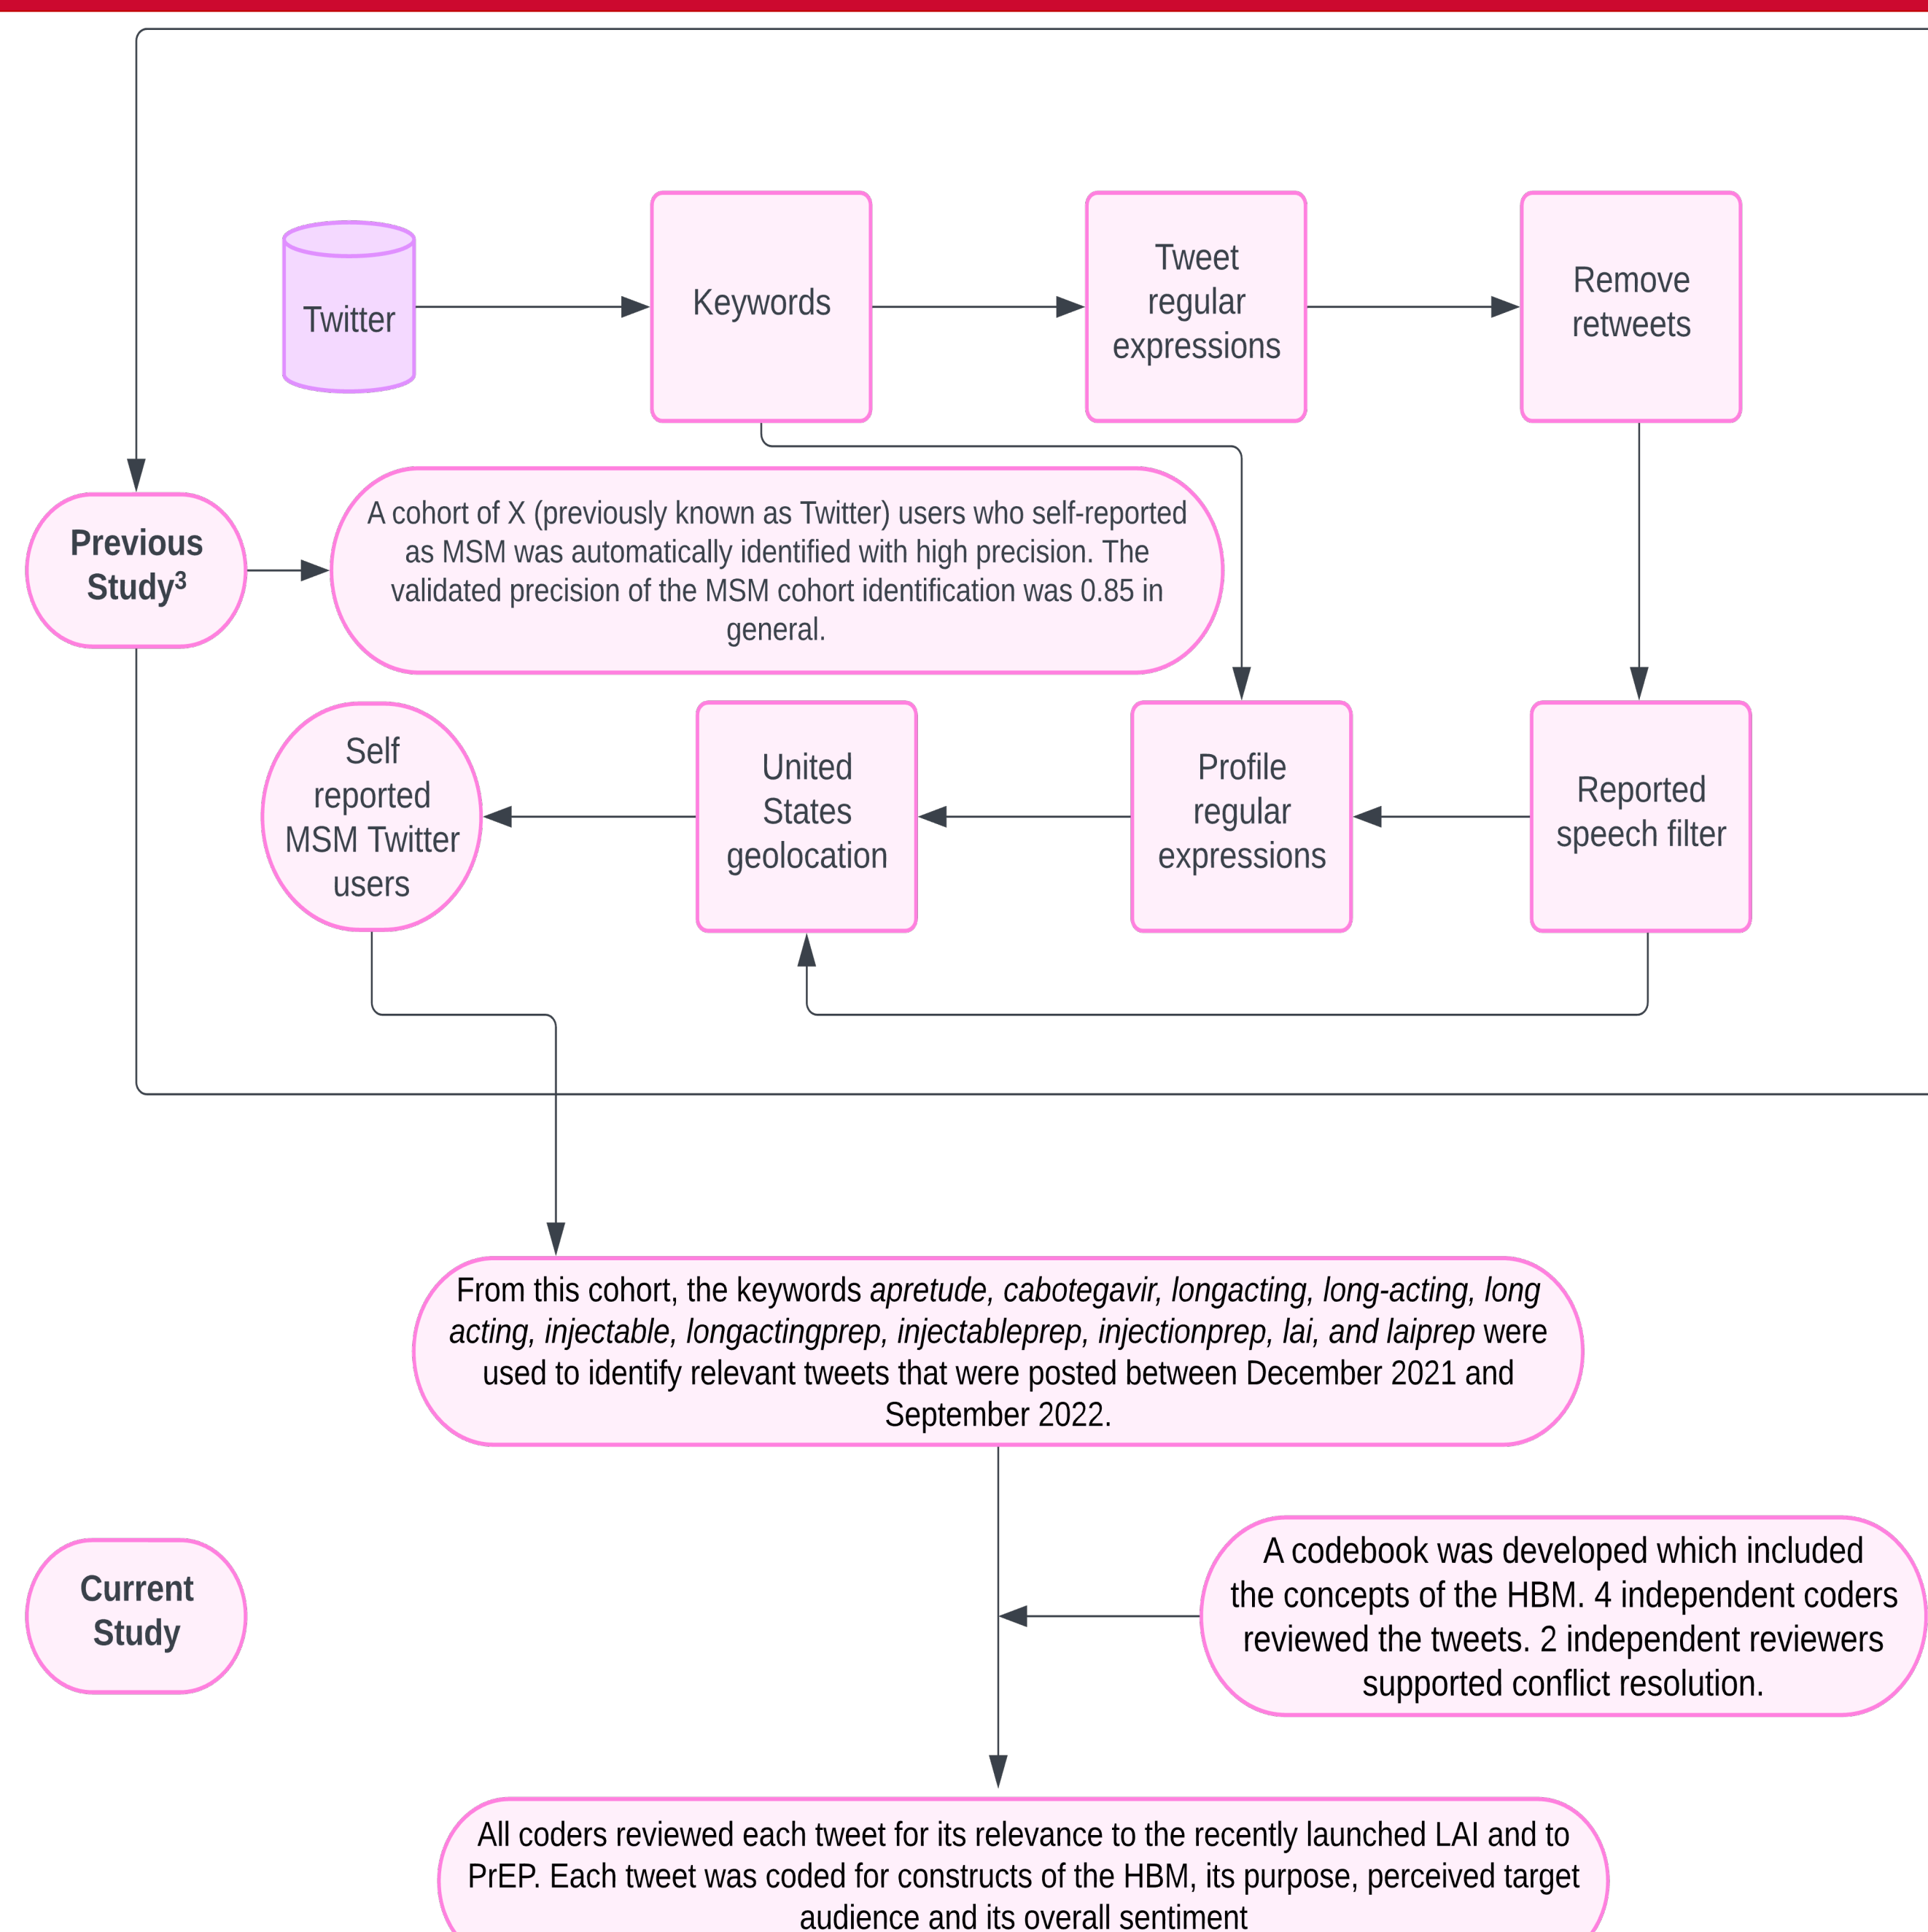 Twitter
Keywords
Tweet
regular
expressions
Remove
retweets
Previous
Study3
A cohort of X (previously known as Twitter) users who self-reported
as MSM was automatically identified with high precision. The
validated precision of the MSM cohort identification was 0.85 in
general.
Self
reported
MSM Twitter
users
United
States
geolocation
Profile
regular
expressions
Reported
speech filter
From this cohort, the keywords apretude, cabotegavir, longacting, long-acting, long
acting, injectable, longactingprep, injectableprep, injectionprep, lai, and laiprep were
used to identify relevant tweets that were posted between December 2021 and
September 2022.
Current
Study
A codebook was developed which included
the concepts of the HBM. 4 independent coders
reviewed the tweets. 2 independent reviewers
supported conflict resolution.
All coders reviewed each tweet for its relevance to the recently launched LAI and to
PrEP. Each tweet was coded for constructs of the HBM, its purpose, perceived target
audience and its overall sentiment